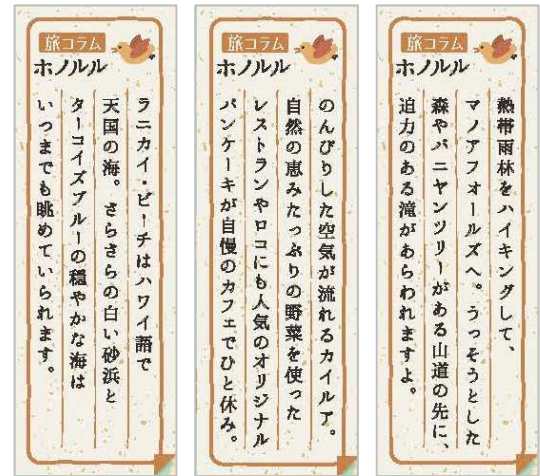 旅コラム
ホノルル
ラニカイ・ビーチはハワイ語で
天国の海。さらさらの白い砂浜と
ターコイズブルーの穏やかな海は
いつまでも眺めていられます。
旅コラム
ホノルル
のんびりした空気が流れるカイルア。
自然の恵みたっぷりの野菜を使った
レストランやロコにも人気のオリジナル
パンケーキが自慢のカフェでひと休み。
旅コラム
ホノルル
熱帯雨林をハイキングして、
マノアフォールズへ。うっそうとした
森やバニヤンツリーがある山道の先に、
迫力のある滝があらわれますよ。